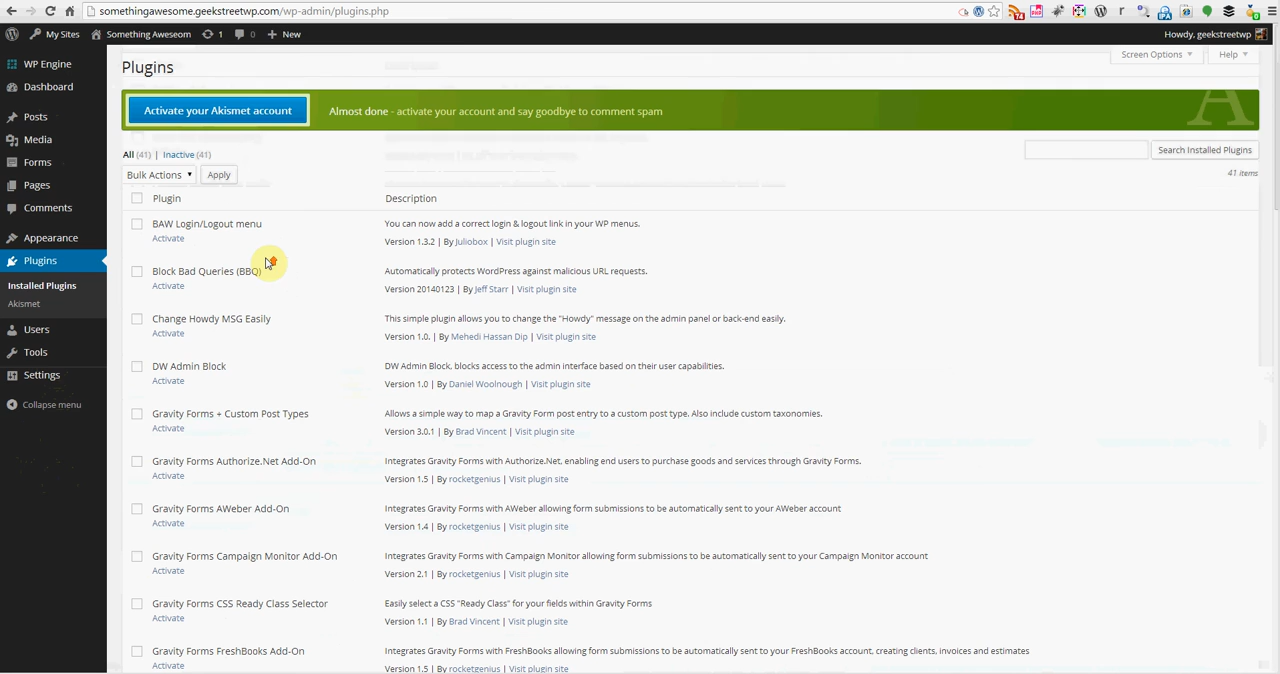 somethingawesome.geekstreetwp.com/wp-admin/plugins.php
My Sites Something Aweseom 1 0 New Howdy, geekstreetwp
WP Engine
Dashboard
Posts
Media
Forms
Pages
Comments
Appearance
Plugins
Installed Plugins
Akismet
Users
Tools
Settings
Collapse menu
Screen Options Help
Plugins
Activate your Akismet account Almost done - activate your account and say goodbye to comment spam
All (41) | Inactive (41)
Search Installed Plugins
Bulk Actions Apply
41 items
Plugin Description
BAW Login/Logout menu You can now add a correct login & logout link in your WP menus.
Activate Version 1.3.2 | By Juliobox | Visit plugin site
Block Bad Queries (BBQ) Automatically protects WordPress against malicious URL requests.
Activate Version 20140123 | By Jeff Starr | Visit plugin site
Change Howdy MSG Easily This simple plugin allows you to change the "Howdy" message on the admin panel or back-end easily.
Activate Version 1.0. | By Mehedi Hassan Dip | Visit plugin site
DW Admin Block DW Admin Block, blocks access to the admin interface based on their user capabilities.
Activate Version 1.0 | By Daniel Woolnough | Visit plugin site
Gravity Forms + Custom Post Types Allows a simple way to map a Gravity Form post entry to a custom post type. Also include custom taxonomies.
Activate Version 3.0.1 | By Brad Vincent | Visit plugin site
Gravity Forms Authorize.Net Add-On Integrates Gravity Forms with Authorize.Net, enabling end users to purchase goods and services through Gravity Forms.
Activate Version 1.5 | By rocketgenius | Visit plugin site
Gravity Forms AWeber Add-On Integrates Gravity Forms with AWeber allowing form submissions to be automatically sent to your AWeber account
Activate Version 1.4 | By rocketgenius | Visit plugin site
Gravity Forms Campaign Monitor Add-On Integrates Gravity Forms with Campaign Monitor allowing form submissions to be automatically sent to your Campaign Monitor account
Activate Version 2.1 | By rocketgenius | Visit plugin site
Gravity Forms CSS Ready Class Selector Easily select a CSS "Ready Class" for your fields within Gravity Forms
Activate Version 1.1 | By Brad Vincent | Visit plugin site
Gravity Forms FreshBooks Add-On Integrates Gravity Forms with FreshBooks allowing form submissions to be automatically sent to your FreshBooks account, creating clients, invoices and estimates
Activate Version 1.5 | By rocketgenius | Visit plugin site